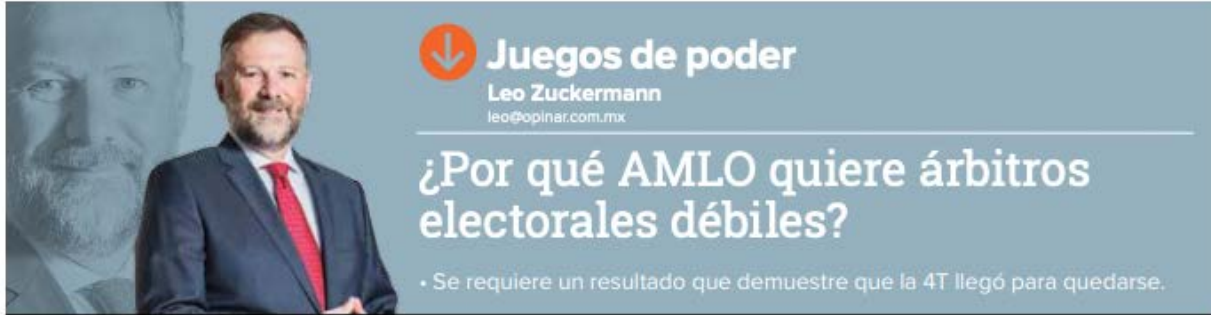 Juegos de poder
Leo Zuckermann
leo@opinar.com.mx
¿Por qué AMLO quiere árbitros
electorales débiles?
• Se requiere un resultado que demuestre que la 4T llegó para quedarse.